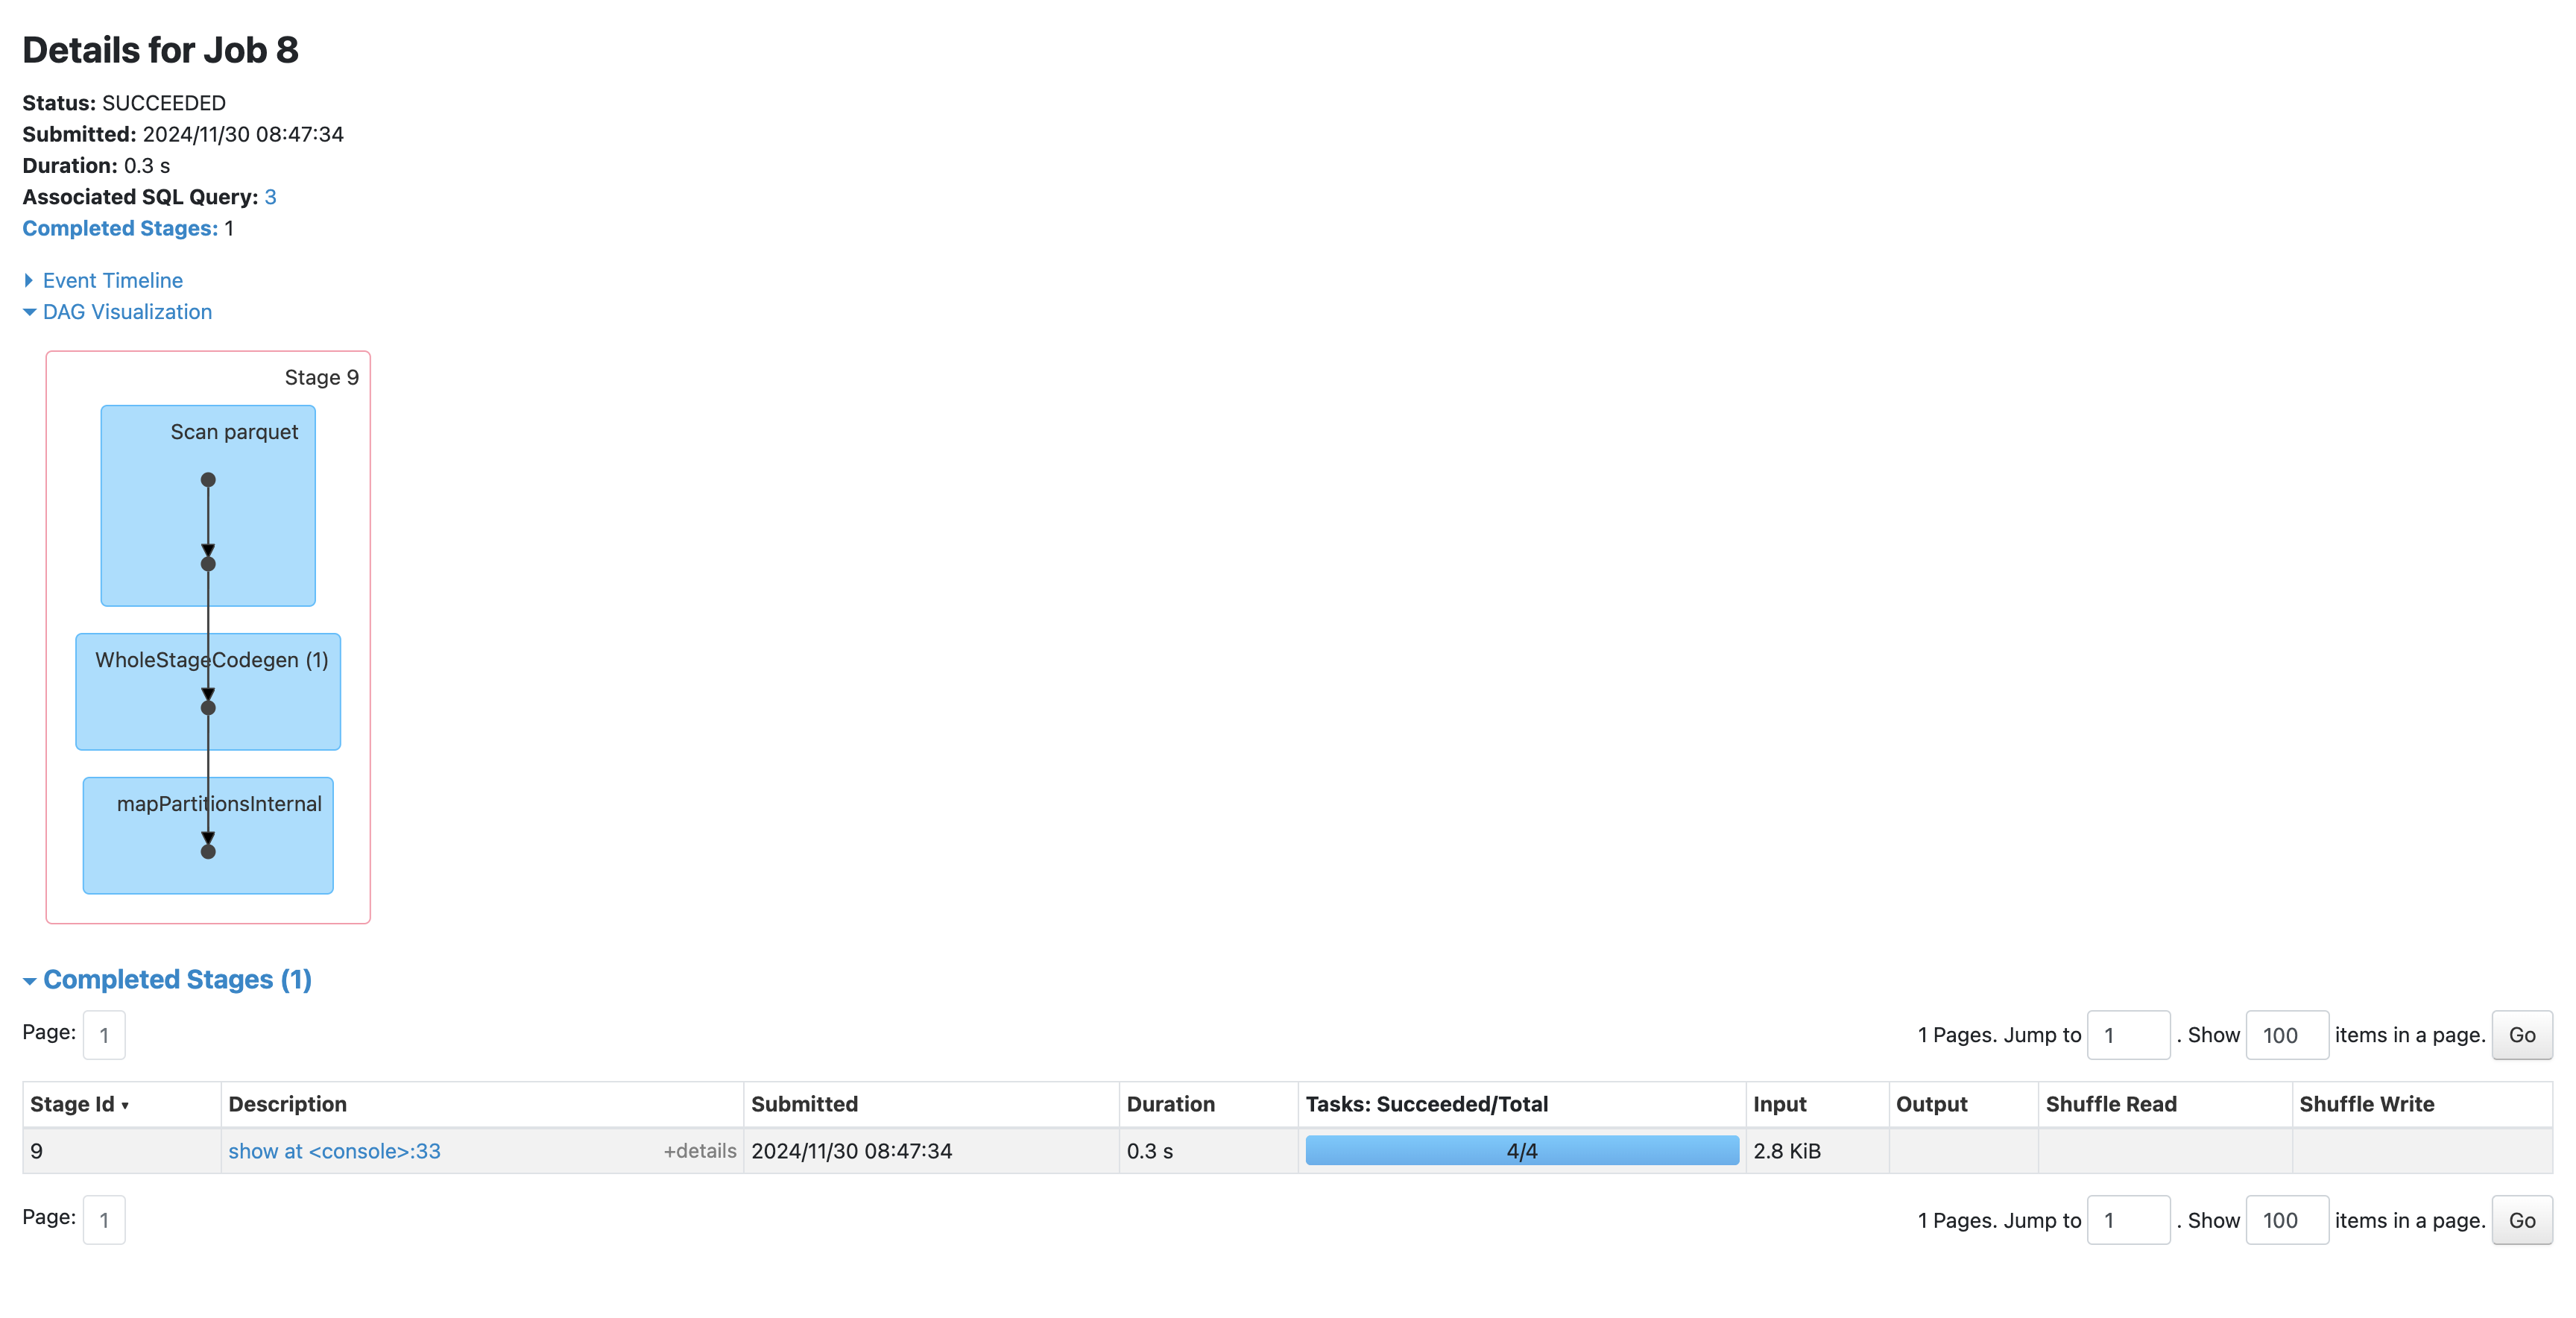 Details for Job 8
Status: SUCCEEDED
Submitted: 2024/11/30 08:47:34
Duration: 0.3 s
Associated SQL Query: 3
Completed Stages: 1
Event Timeline
DAG Visualization
Stage 9
Scan parquet
WholeStageCodegen (1)
mapPartitionsInternal
Completed Stages (1)
Page: 1 1 Pages. Jump to 1 . Show 100 items in a page. Go
Stage Id ▾ Description Submitted Duration Tasks: Succeeded/Total Input Output Shuffle Read Shuffle Write
9 show at <console>:33 +details 2024/11/30 08:47:34 0.3 s 4/4 2.8 KiB
Page: 1 1 Pages. Jump to 1 . Show 100 items in a page. Go